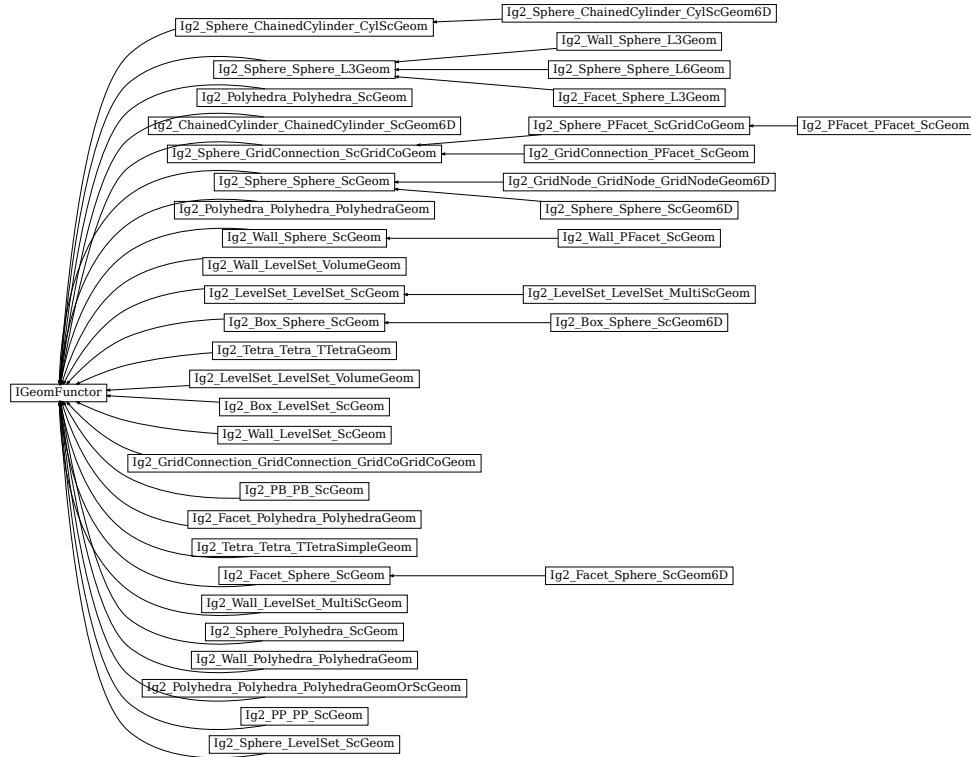 Ig2_Sphere_ChainedCylinder_CylScGeom6D
Ig2_Sphere_ChainedCylinder_CylScGeom
Ig2_Wall_Sphere_L3Geom
Ig2_Sphere_Sphere_L3Geom
Ig2_Sphere_Sphere_L6Geom
Ig2_Polyhedra_Polyhedra_ScGeom
Ig2_Facet_Sphere_L3Geom
Ig2_ChainedCylinder_ChainedCylinder_ScGeom6D
Ig2_Sphere_PFacet_ScGridCoGeom
Ig2_PFacet_PFacet_ScGeom
Ig2_Sphere_GridConnection_ScGridCoGeom
Ig2_GridConnection_PFacet_ScGeom
Ig2_Sphere_Sphere_ScGeom
Ig2_GridNode_GridNode_GridNodeGeom6D
Ig2_Polyhedra_Polyhedra_PolyhedraGeom
Ig2_Sphere_Sphere_ScGeom6D
Ig2_Wall_Sphere_ScGeom
Ig2_Wall_PFacet_ScGeom
Ig2_Wall_LevelSet_VolumeGeom
Ig2_LevelSet_LevelSet_ScGeom
Ig2_LevelSet_LevelSet_MultiScGeom
Ig2_Box_Sphere_ScGeom
Ig2_Box_Sphere_ScGeom6D
Ig2_Tetra_Tetra_TTetraGeom
Ig2_LevelSet_LevelSet_VolumeGeom
IGeomFunctor
Ig2_Box_LevelSet_ScGeom
Ig2_Wall_LevelSet_ScGeom
Ig2_GridConnection_GridConnection_GridCoGridCoGeom
Ig2_PB_PB_ScGeom
Ig2_Facet_Polyhedra_PolyhedraGeom
Ig2_Tetra_Tetra_TTetraSimpleGeom
Ig2_Facet_Sphere_ScGeom
Ig2_Facet_Sphere_ScGeom6D
Ig2_Wall_LevelSet_MultiScGeom
Ig2_Sphere_Polyhedra_ScGeom
Ig2_Wall_Polyhedra_PolyhedraGeom
Ig2_Polyhedra_Polyhedra_PolyhedraGeomOrScGeom
Ig2_PP_PP_ScGeom
Ig2_Sphere_LevelSet_ScGeom